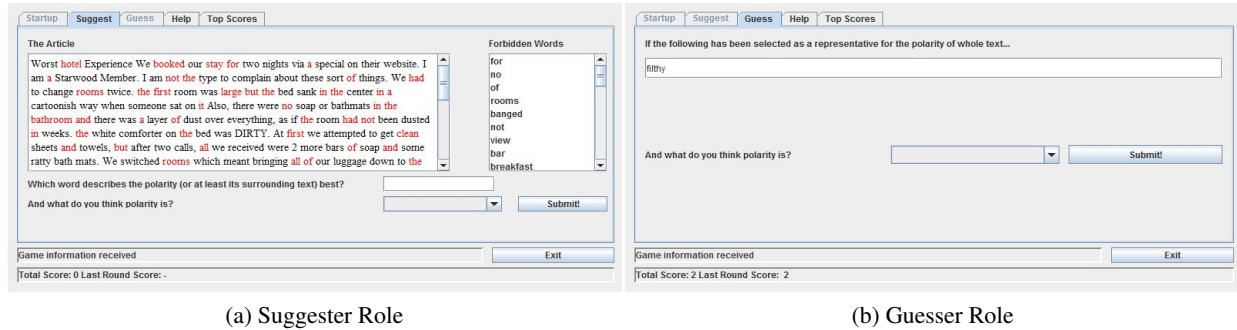 Startup Suggest Guess Help Top Scores
The Article
Worst hotel Experience We booked our stay for two nights via a special on their website. I
am a Starwood Member. I am not the type to complain about these sort of things. We had
to change rooms twice. the first room was large but the bed sank in the center in a
cartoonish way when someone sat on it Also, there were no soap or bathmats in the
bathroom and there was a layer of dust over everything, as if the room had not been dusted
in weeks. the white comforter on the bed was DIRTY. At first we attempted to get clean
sheets and towels, but after two calls, all we received were 2 more bars of soap and some
ratty bath mats. We switched rooms which meant bringing all of our luggage down to the
Forbidden Words
for
no
of
rooms
banged
not
view
bar
breakfast
Which word describes the polarity (or at least its surrounding text) best?
And what do you think polarity is?
Submit!
Game information received
Exit
Total Score: 0 Last Round Score: -
(a) Suggester Role
Startup Suggest Guess Help Top Scores
If the following has been selected as a representative for the polarity of whole text...
filthy
And what do you think polarity is?
Submit!
Game information received
Exit
Total Score: 2 Last Round Score: 2
(b) Guesser Role